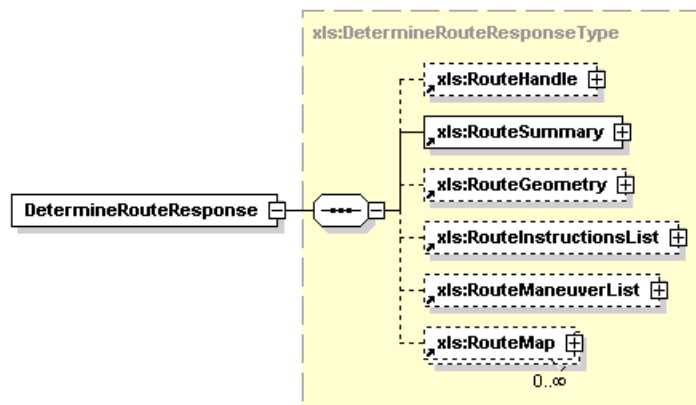 xls:DetermineRouteResponseType
xls:RouteHandle
xls:RouteSummary
xls:RouteGeometry
DetermineRouteResponse
xls:RouteInstructionsList
xls:RouteManeuverList
xls:RouteMap
0..∞